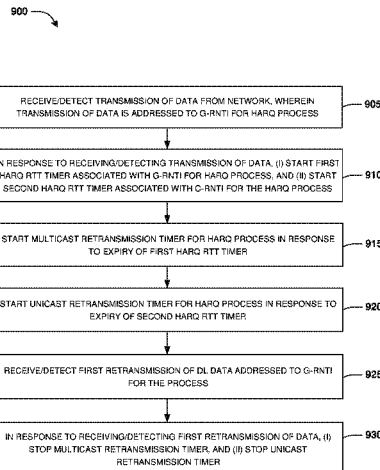 900
RECEIVE/DETECT TRANSMISSION OF DATA FROM NETWORK, WHEREIN
TRANSMISSION OF DATA IS ADDRESSED TO G-RNTI FOR HARQ PROCESS
905
IN RESPONSE TO RECEIVING/DETECTING TRANSMISSION OF DATA, (I) START FIRST
HARQ RTT TIMER ASSOCIATED WITH G-RNTI FOR HARQ PROCESS, AND (II) START
SECOND HARQ RTT TIMER ASSOCIATED WITH C-RNTI FOR THE HARQ PROCESS
910
START MULTICAST RETRANSMISSION TIMER FOR HARQ PROCESS IN RESPONSE
TO EXPIRY OF FIRST HARQ RTT TIMER
915
START UNICAST RETRANSMISSION TIMER FOR HARQ PROCESS IN RESPONSE TO
EXPIRY OF SECOND HARQ RTT TIMER
920
RECEIVE/DETECT FIRST RETRANSMISSION OF DL DATA ADDRESSED TO G-RNTI
FOR THE PROCESS
925
IN RESPONSE TO RECEIVING/DETECTING FIRST RETRANSMISSION OF DATA, (I)
STOP MULTICAST RETRANSMISSION TIMER, AND (II) STOP UNICAST
RETRANSMISSION TIMER
930